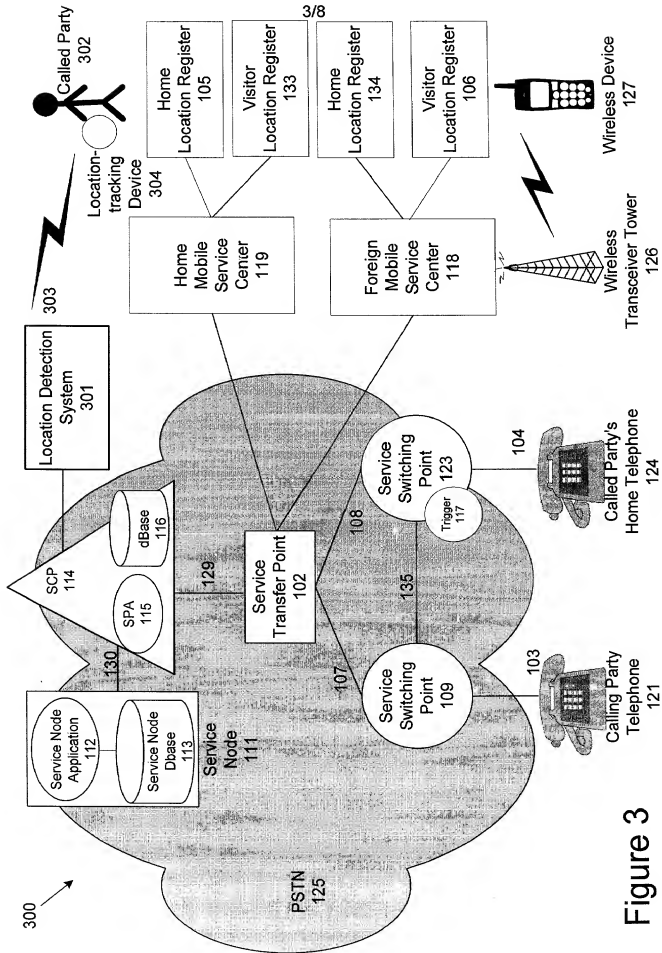 3/8
300
PSTN
125
Service Node
Application
112
Service Node
Dbase
113
Service
Node
111
130
SCP
114
SPA
115
dBase
116
129
Location Detection
System
301
303
Called Party
302
Location-
tracking
Device
304
Service
Transfer Point
102
107
108
Service
Switching
Point
109
135
Service
Switching
Point
123
Trigger
117
Home
Mobile
Service
Center
119
Foreign
Mobile
Service
Center
118
Home
Location Register
105
Visitor
Location Register
133
Home
Location Register
134
Visitor
Location Register
106
103
Calling Party
Telephone
121
104
Called Party's
Home Telephone
124
Wireless
Transceiver Tower
126
Wireless Device
127
Figure 3